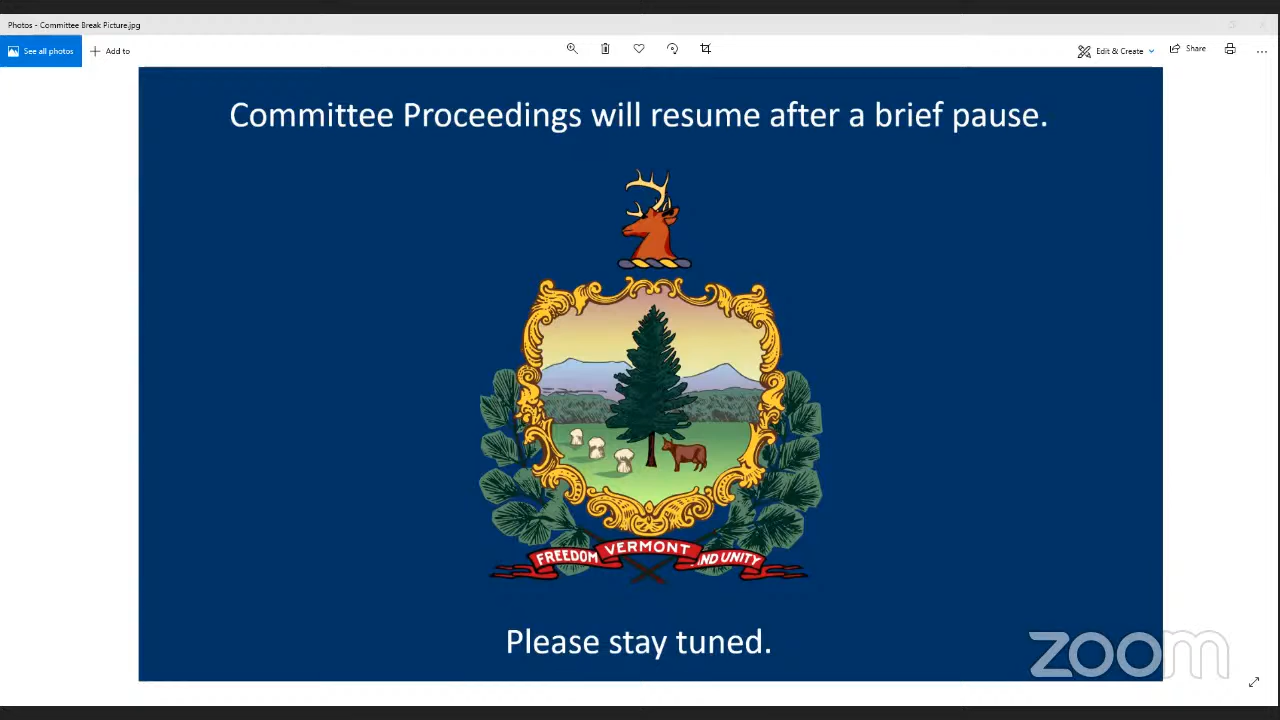 Photos - Committee Break Picture.jpg
See all photos
Add to
Edit & Create
Share
Committee Proceedings will resume after a brief pause.
FREEDOM VERMONT ND UNITY
Please stay tuned.
zoom